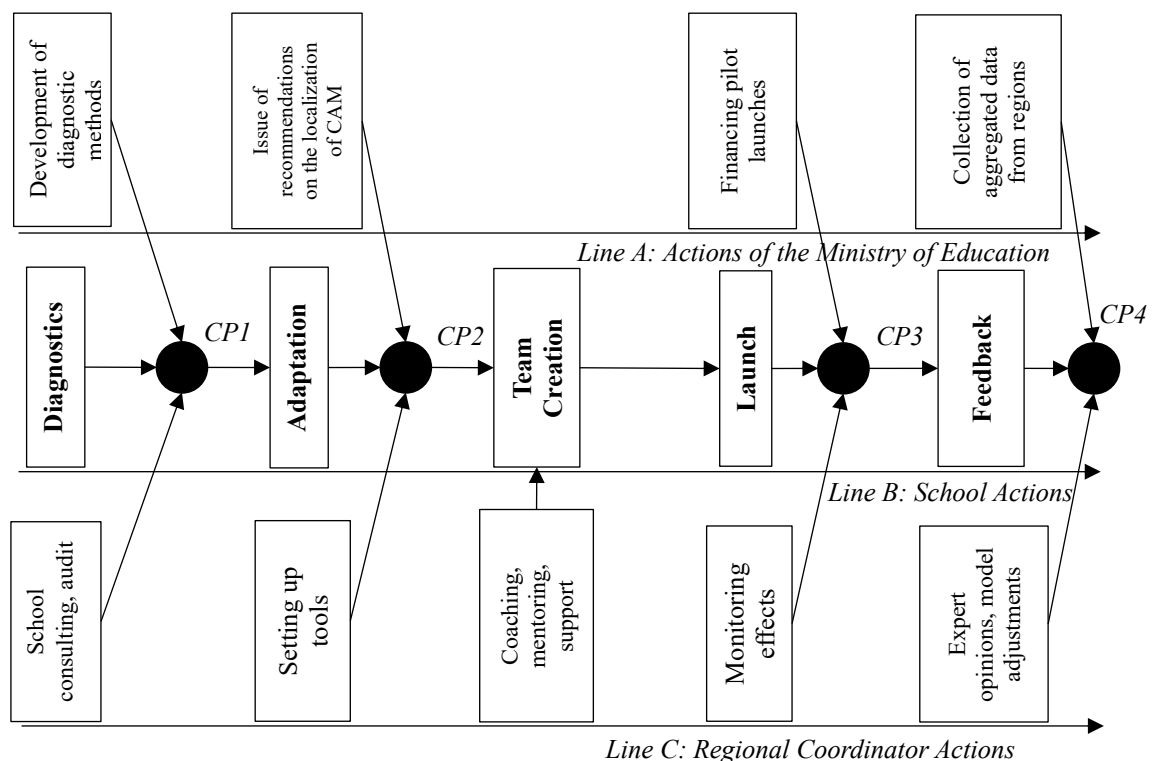 Development of
diagnostic
methods
Issue of
recommendations
on the localization
of CAM
Financing pilot
launches
Collection of
aggregated data
from regions
Line A: Actions of the Ministry of Education
Diagnostics
CP1
Adaptation
CP2
Team
Creation
Launch
CP3
Feedback
CP4
Line B: School Actions
School
consulting, audit
Setting up
tools
Coaching,
mentoring,
support
Monitoring
effects
Expert
opinions, model
adjustments
Line C: Regional Coordinator Actions